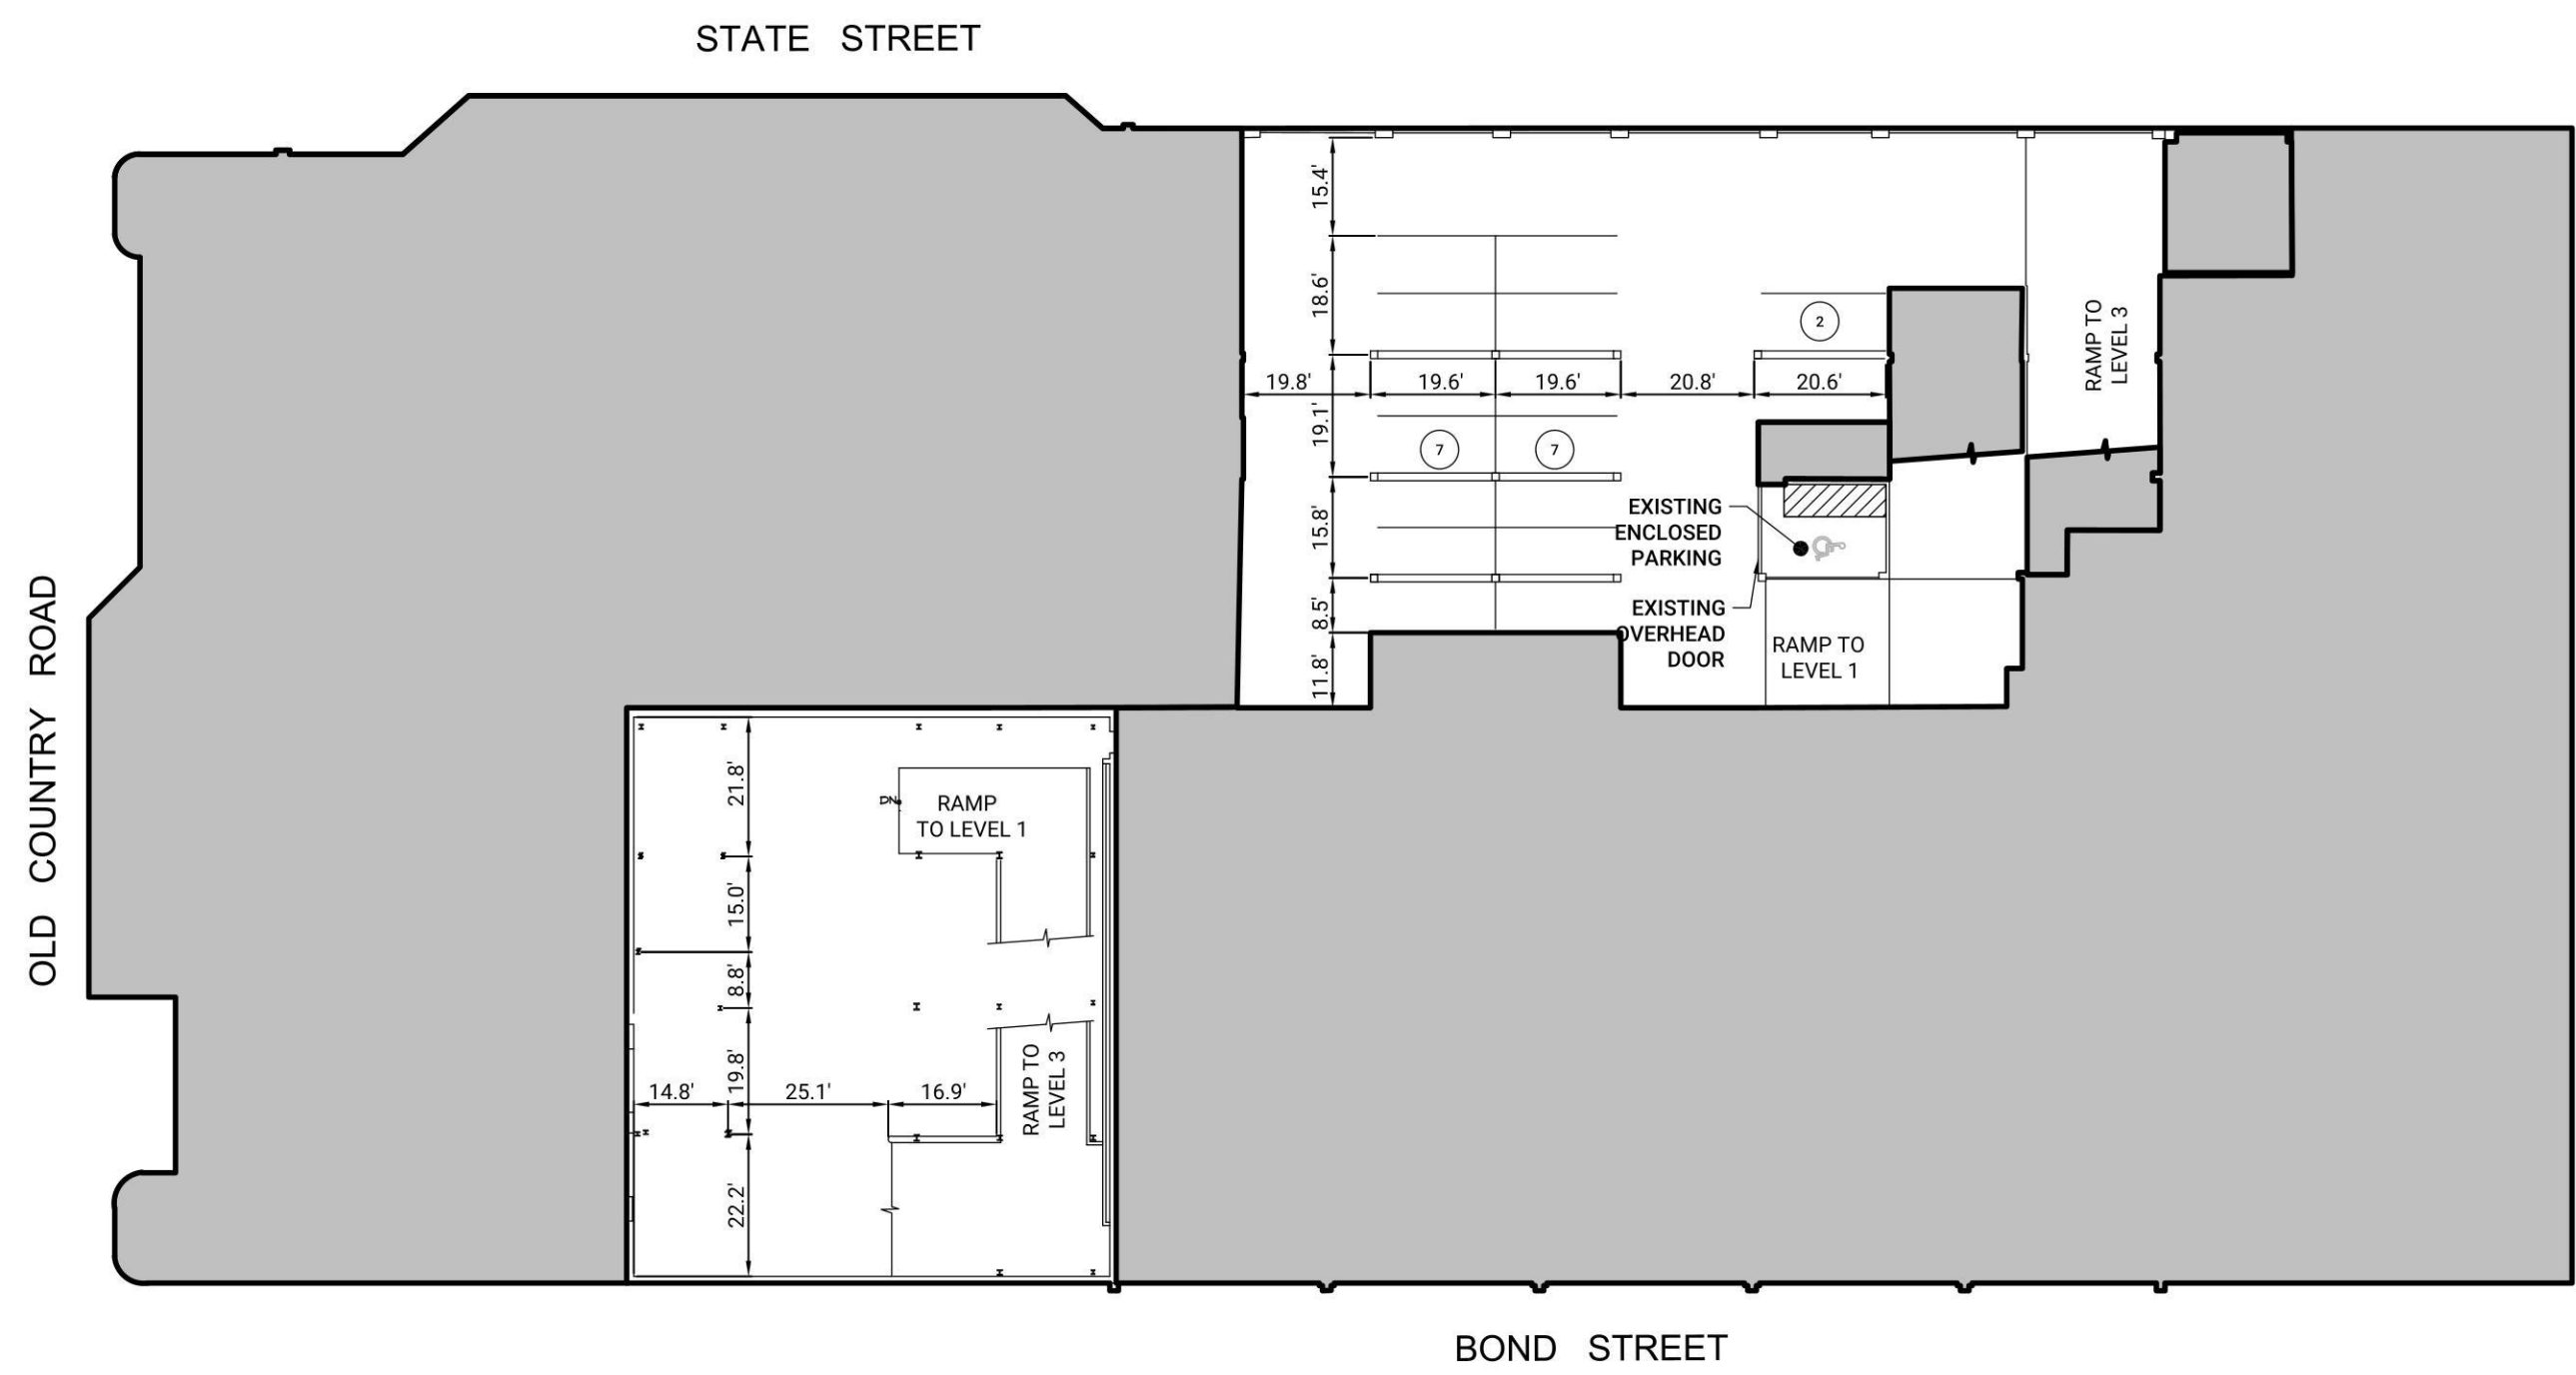 STATE STREET
15.4'
18.6'
2
RAMP TO
LEVEL 3
19.8'
19.6'
19.6'
20.8'
20.6'
19.1'
7
7
EXISTING
ENCLOSED
PARKING
15.8'
EXISTING
OVERHEAD
DOOR
8.5'
RAMP TO
LEVEL 1
11.8'
OLD COUNTRY ROAD
21.8'
DN
RAMP
TO LEVEL 1
15.0'
8.8'
19.8'
14.8'
25.1'
16.9'
RAMP TO
LEVEL 3
22.2'
BOND STREET